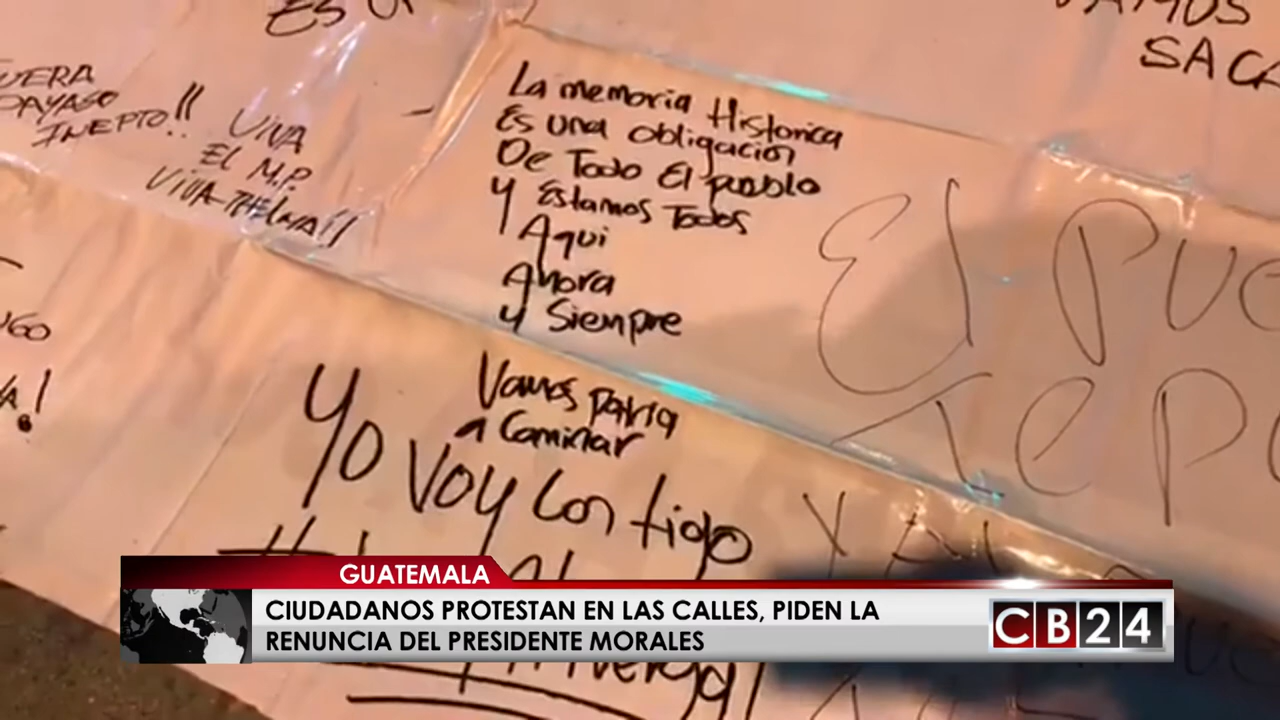 VAMOS
SACA
PAYASO
INEPTO!!
VIVA
EL M.P.
VIVA THELMA!!
La memoria Historica
Es una obligación
De Todo El pueblo
y Estamos Todos
Aqui
Ahora
y Siempre
El pue
Vamos Patria
a Caminar
Yo Voy Contigo
GUATEMALA
CIUDADANOS PROTESTAN EN LAS CALLES, PIDEN LA
RENUNCIA DEL PRESIDENTE MORALES
CB24